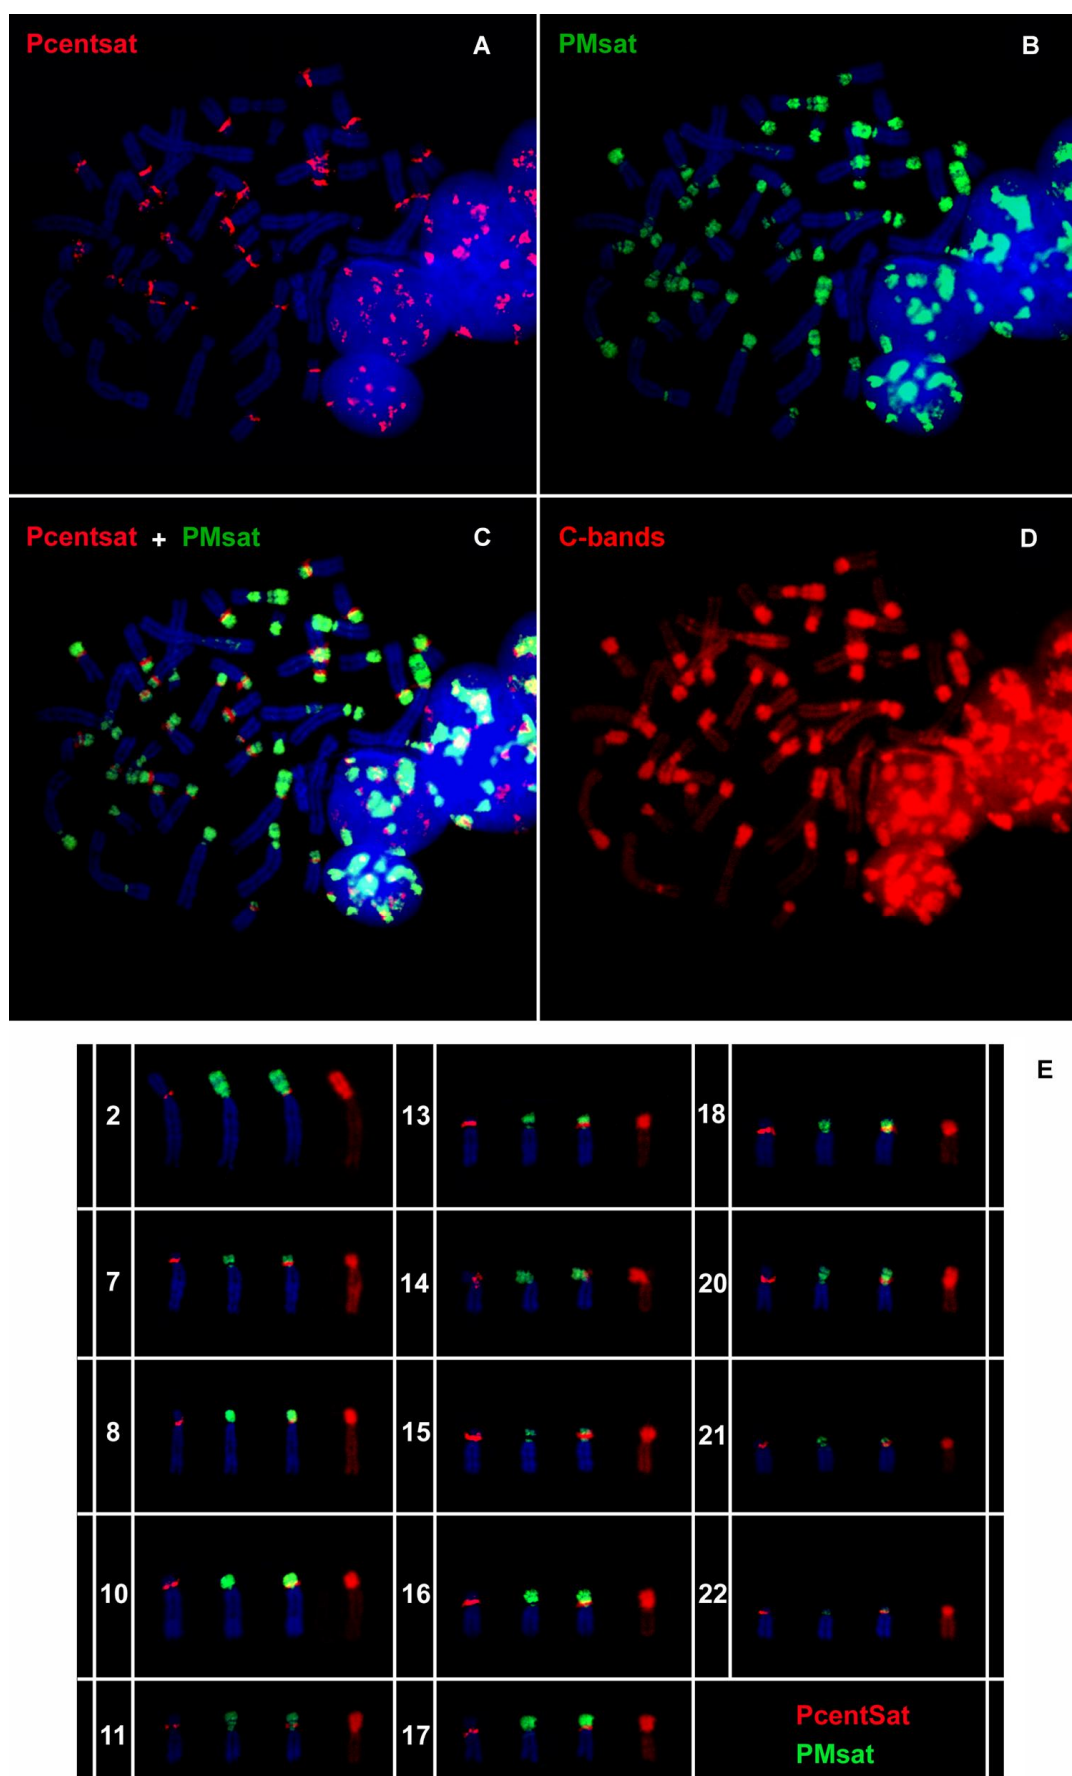 Pcentsat A
PMsat B
Pcentsat + PMsat C
C-bands D
E
2 13 18
7 14 20
8 15 21
10 16 22
11 17
PcentSat
PMsat